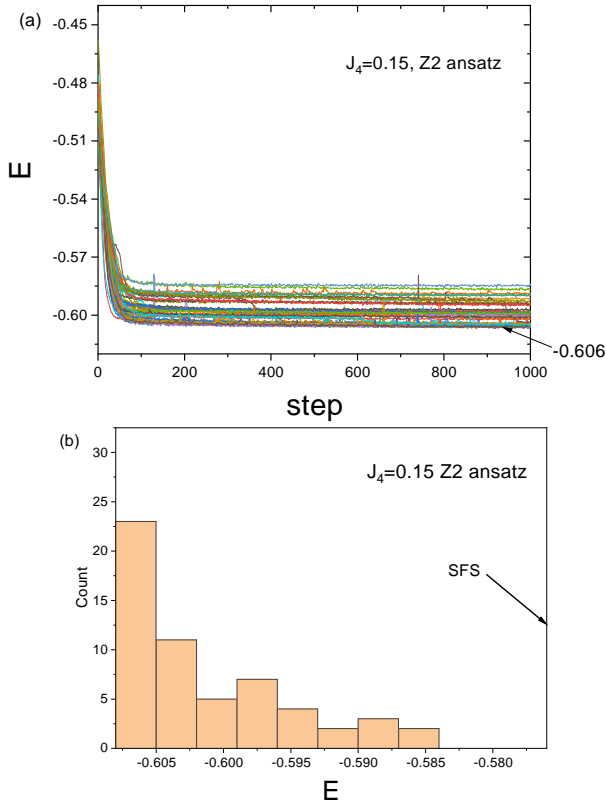 (a)
-0.45
J4=0.15, Z2 ansatz
-0.48
-0.51
E
-0.54
-0.57
-0.60
-0.606
0 200 400 600 800 1000
step
(b)
30
J4=0.15 Z2 ansatz
25
20
SFS
Count
15
10
5
0
-0.605 -0.600 -0.595 -0.590 -0.585 -0.580
E